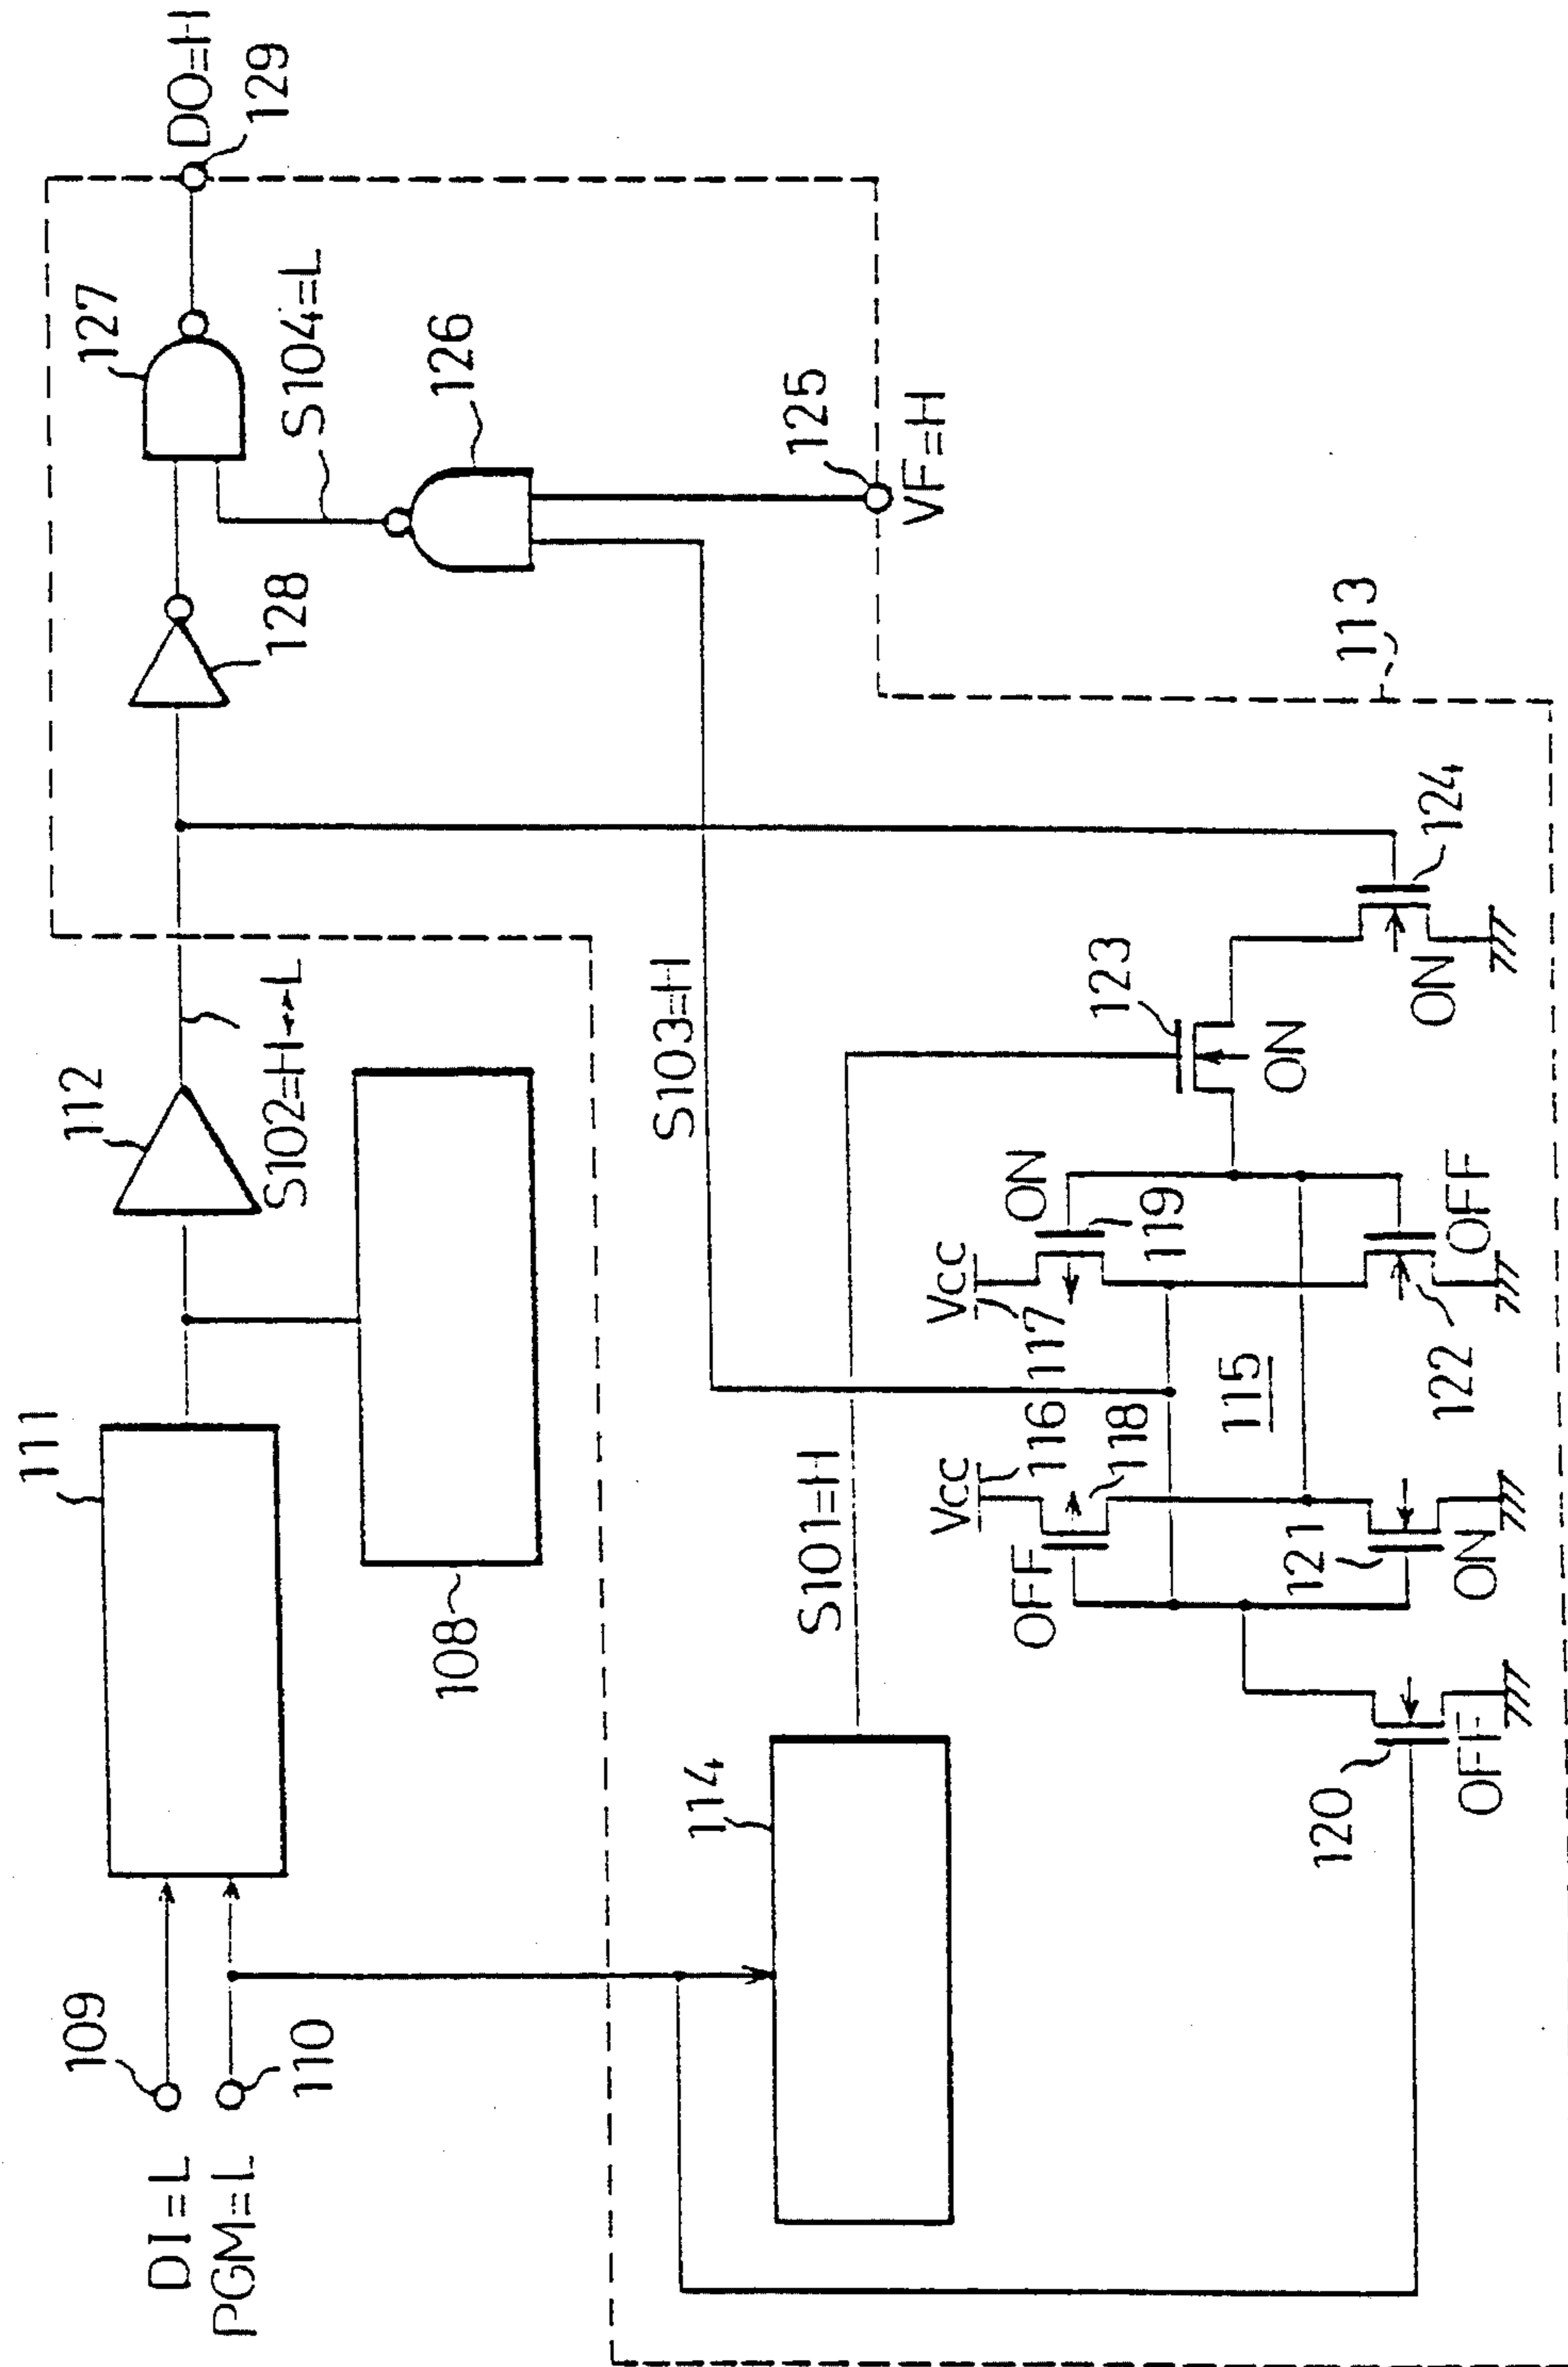 DI=L
PGM=L
109
110
111
108
112
S102=H↔L
128
127
S104=L
126
DO=H
129
125
VF=H
113
114
S101=H
S103=H
120
OFF
Vcc
116
118
OFF
121
ON
115
Vcc
117
119
ON
122
OFF
123
ON
124
ON